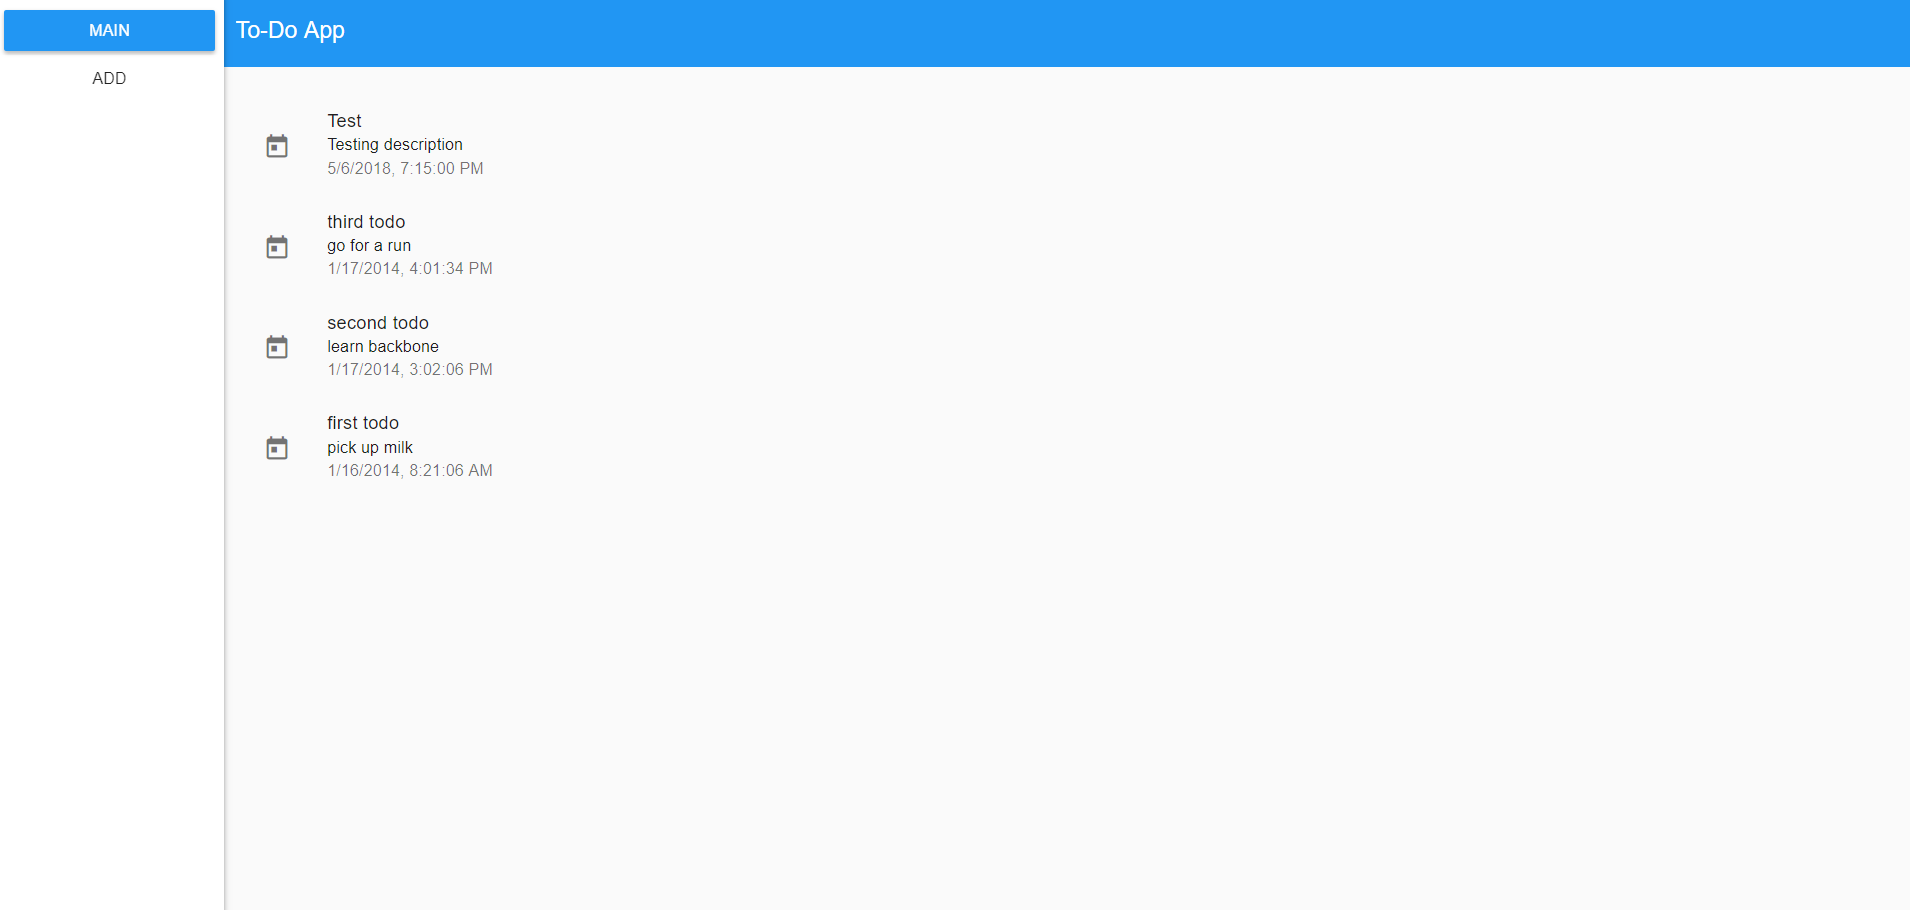 MAIN
ADD
To-Do App
Test
Testing description
5/6/2018, 7:15:00 PM
third todo
go for a run
1/17/2014, 4:01:34 PM
second todo
learn backbone
1/17/2014, 3:02:06 PM
first todo
pick up milk
1/16/2014, 8:21:06 AM